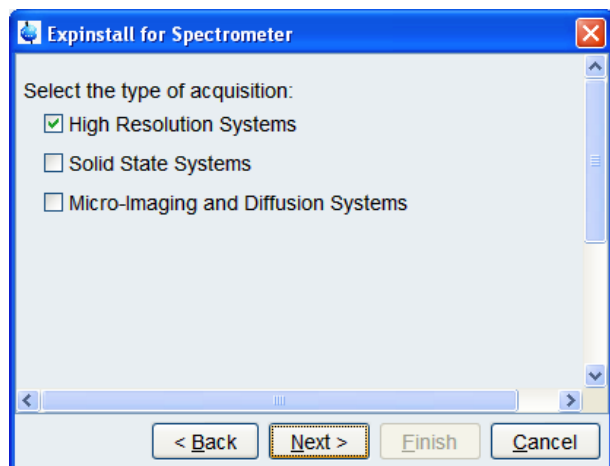 Expinstall for Spectrometer
Select the type of acquisition:
High Resolution Systems
Solid State Systems
Micro-Imaging and Diffusion Systems
< Back Next > Finish Cancel